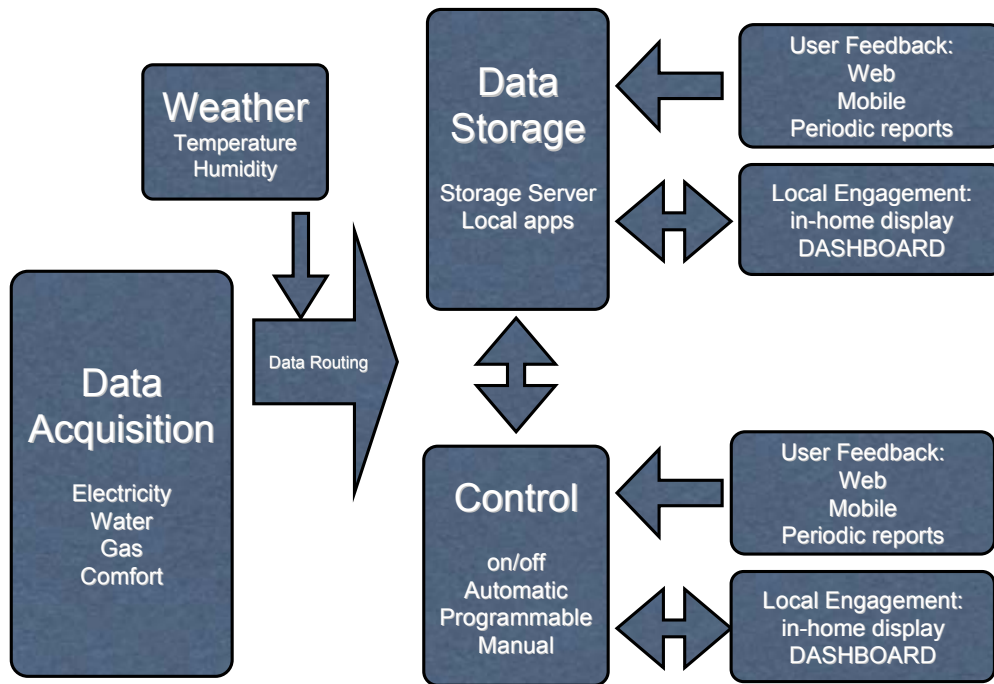 Weather
Temperature
Humidity
Data
Acquisition
Electricity
Water
Gas
Comfort
Data Routing
Data
Storage
Storage Server
Local apps
User Feedback:
Web
Mobile
Periodic reports
Local Engagement:
in-home display
DASHBOARD
Control
on/off
Automatic
Programmable
Manual
User Feedback:
Web
Mobile
Periodic reports
Local Engagement:
in-home display
DASHBOARD